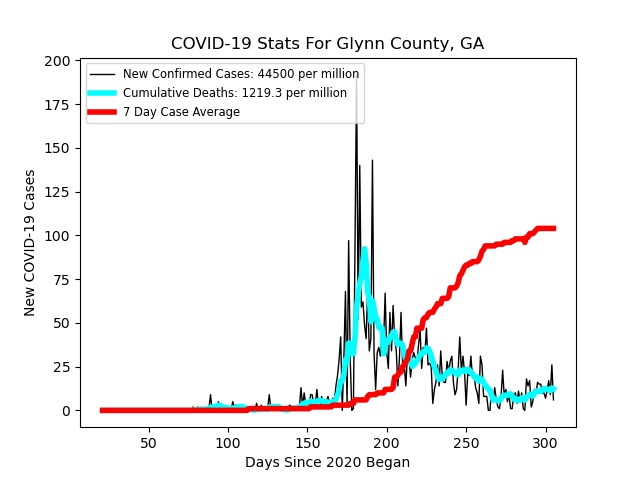 COVID-19 Stats For Glynn County, GA
New Confirmed Cases: 44500 per million
Cumulative Deaths: 1219.3 per million
7 Day Case Average
New COVID-19 Cases
200
175
150
125
100
75
50
25
0
50 100 150 200 250 300
Days Since 2020 Began